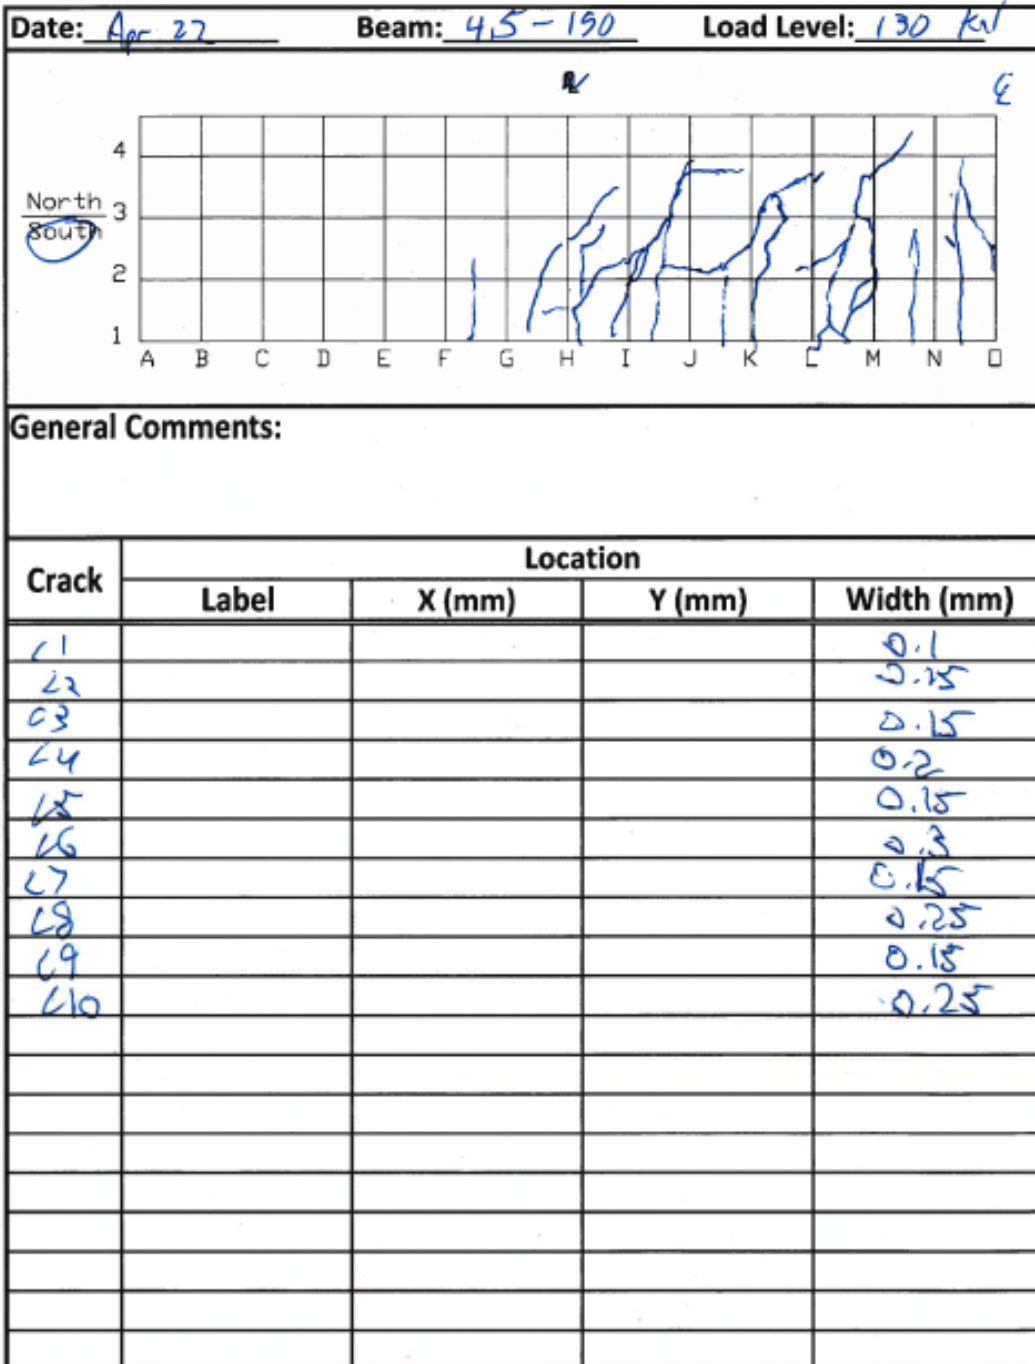 Date: Apr 22 Beam: 4,5-150 Load Level: 130 kN
℄
4
North
3
South
2
1
A B C D E F G H I J K L M N O
General Comments:
Crack Location
Label X (mm) Y (mm) Width (mm)
C1 0.1
C2 0.25
C3 0.15
C4 0.2
C5 0.15
C6 0.3
C7 0.15
C8 0.25
C9 0.15
C10 0.25